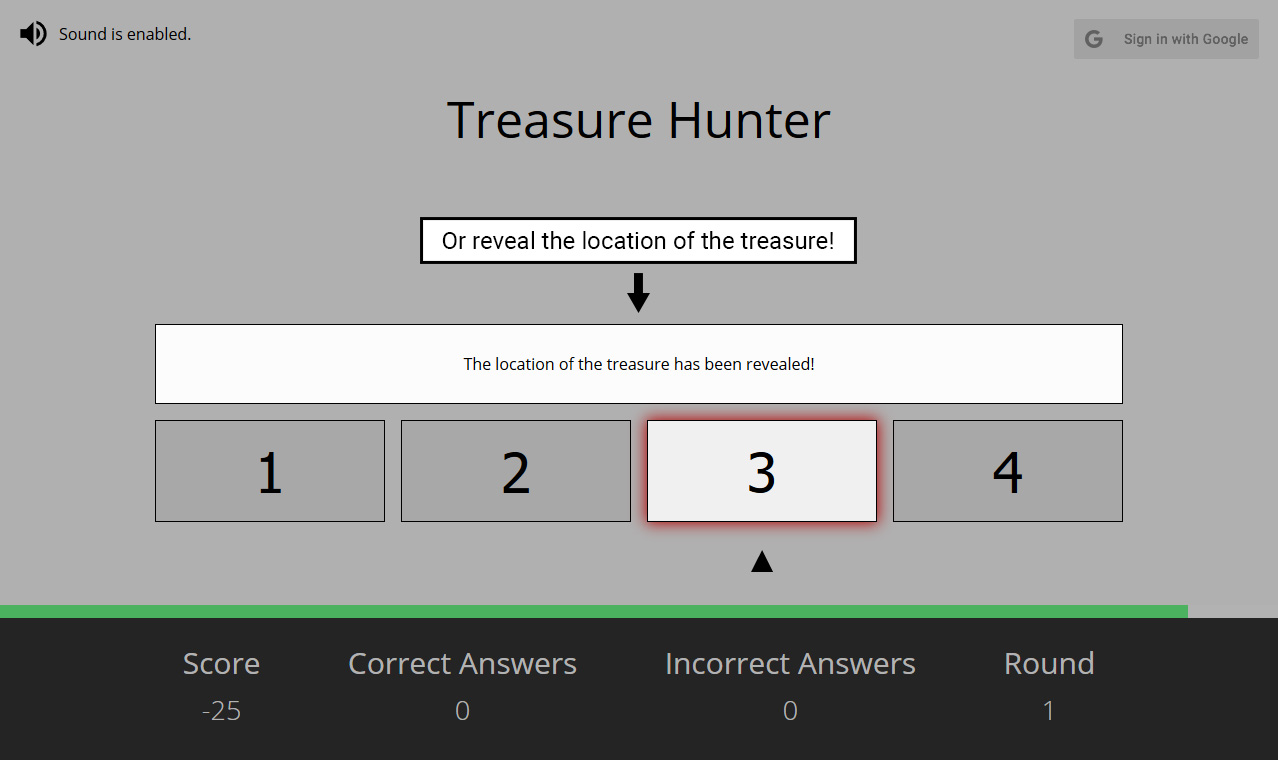 Sound is enabled.
Sign in with Google
Treasure Hunter
Or reveal the location of the treasure!
The location of the treasure has been revealed!
1 2 3 4
Score Correct Answers Incorrect Answers Round
-25 0 0 1